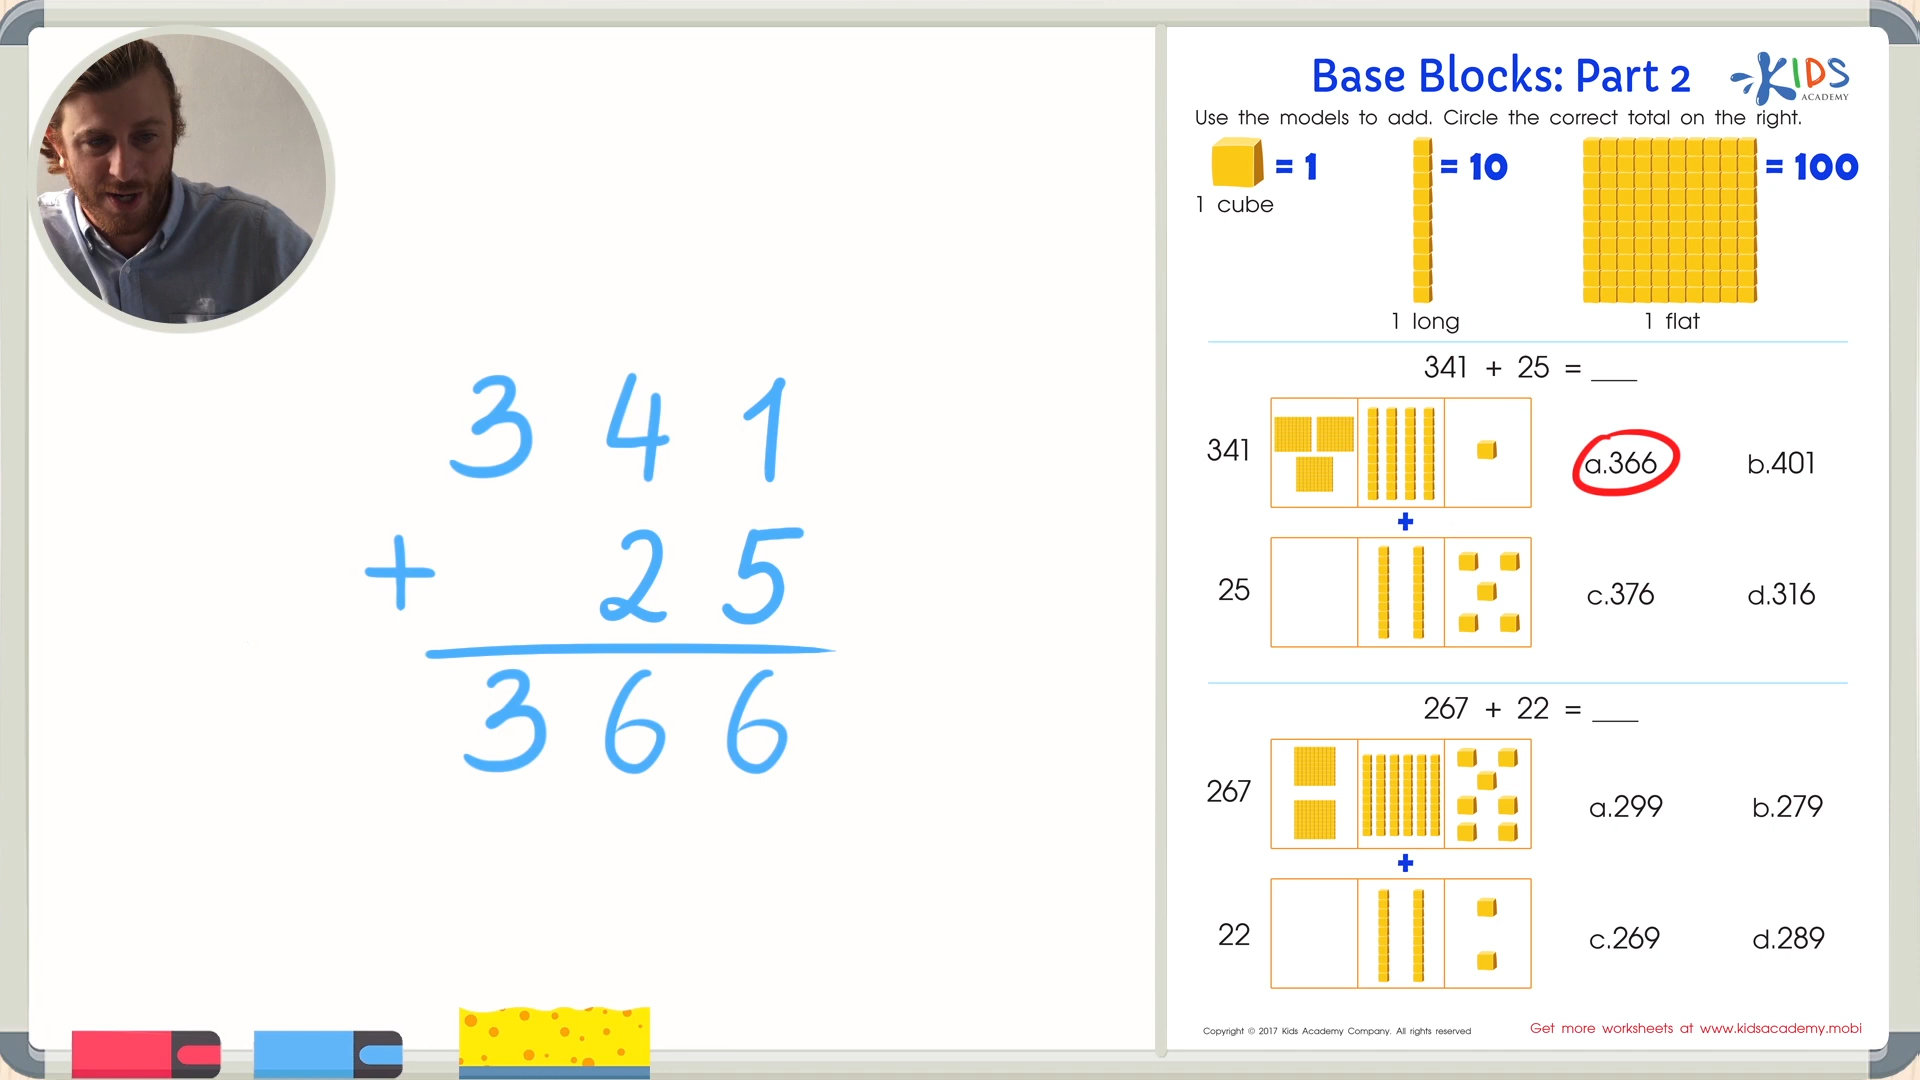 3 4 1
+ 2 5
3 6 6
Base Blocks: Part 2
KIDS
ACADEMY
Use the models to add. Circle the correct total on the right.
= 1
= 10
= 100
1 cube
1 long
1 flat
341 + 25 = ___
341
a.366
b.401
+
25
c.376
d.316
267 + 22 = ___
267
a.299
b.279
+
22
c.269
d.289
Copyright © 2017 Kids Academy Company. All rights reserved
Get more worksheets at www.kidsacademy.mobi